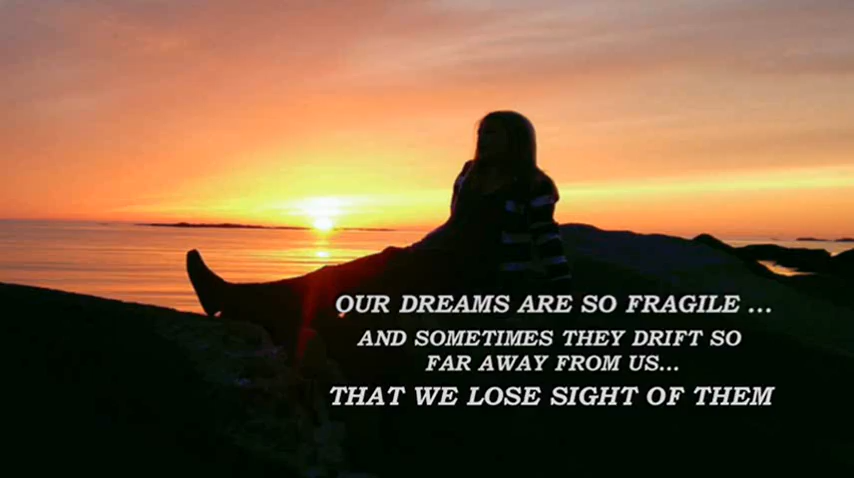 OUR DREAMS ARE SO FRAGILE ...
AND SOMETIMES THEY DRIFT SO
FAR AWAY FROM US...
THAT WE LOSE SIGHT OF THEM